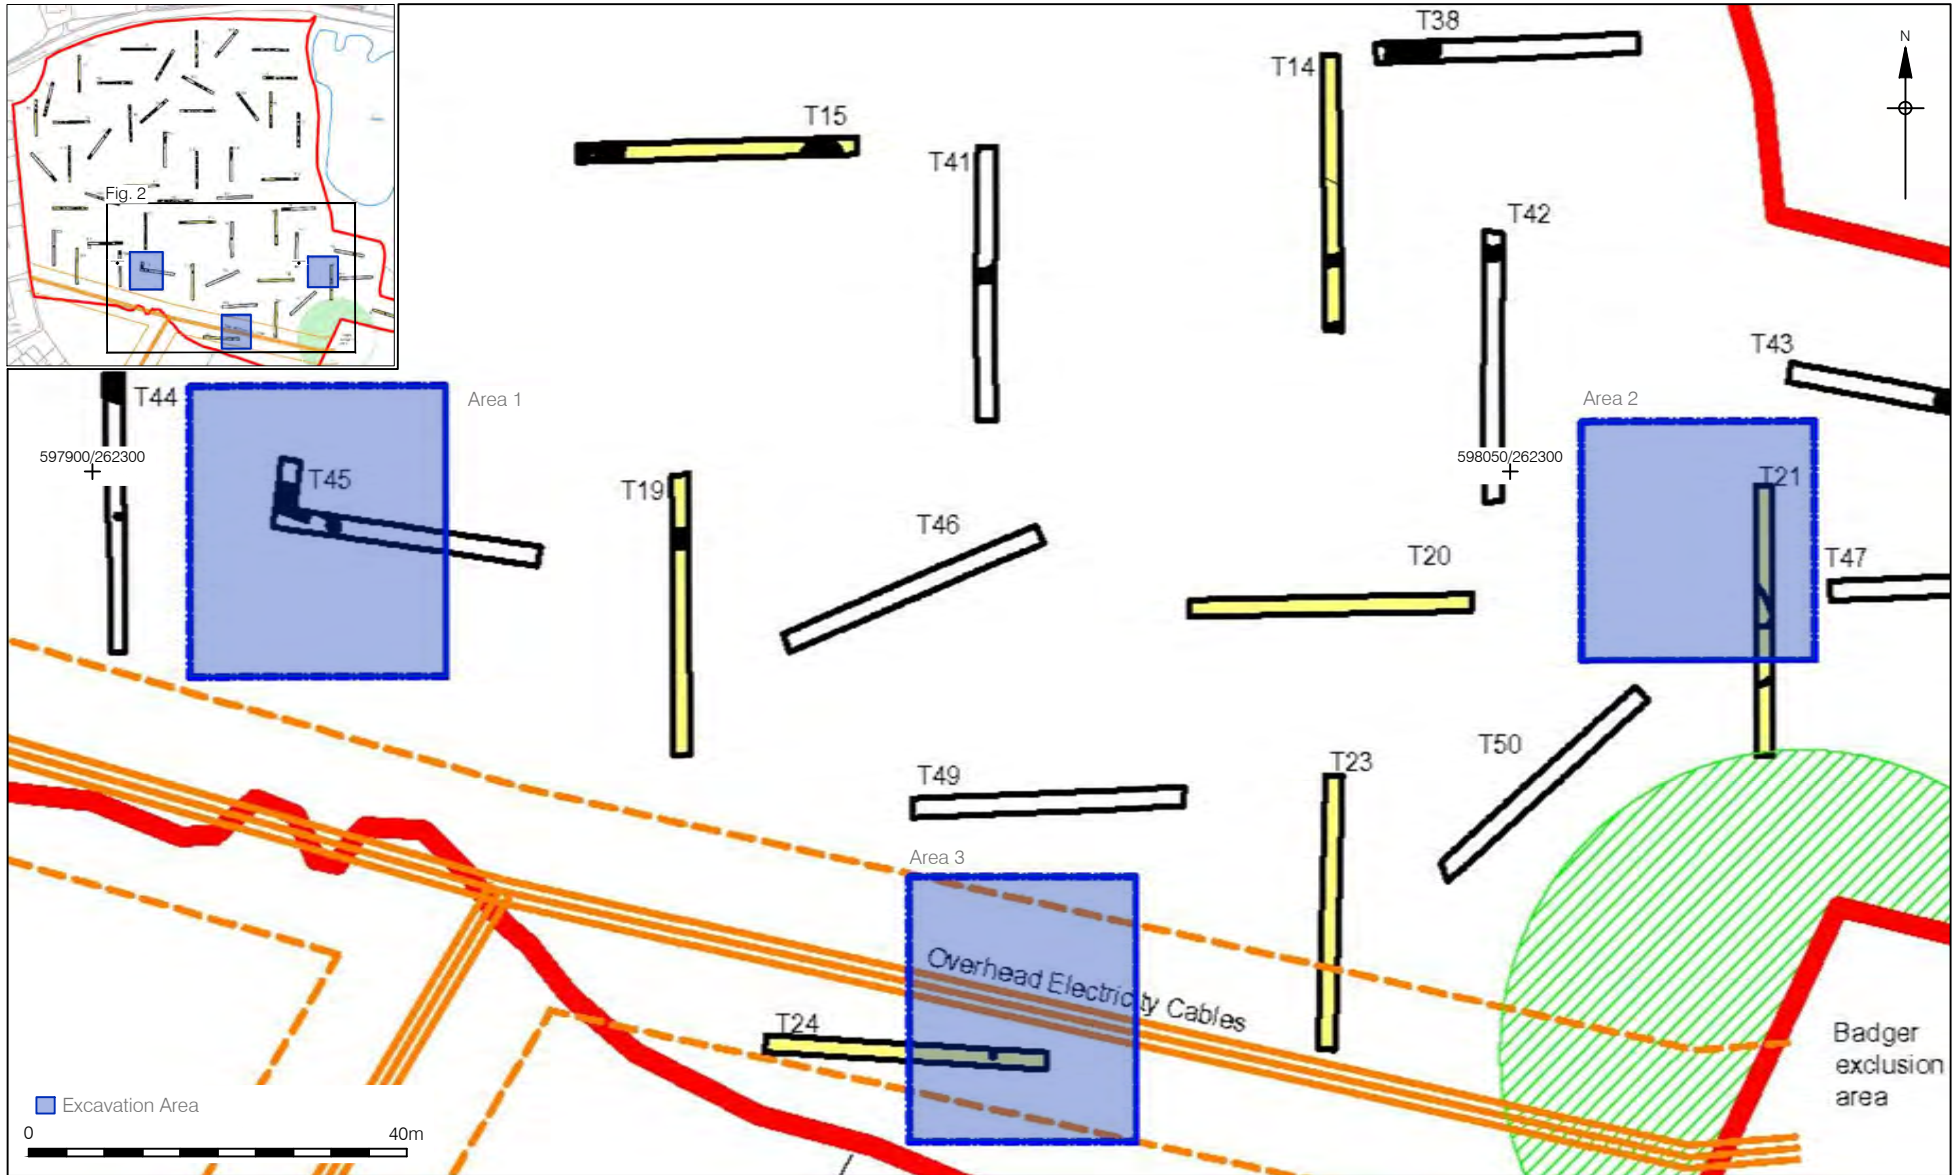 Fig. 2
T38
N
T14
T15
T41
T42
T43
T44
Area 1
Area 2
597900/262300
598050/262300
T45
T19
T21
T46
T20
T47
T50
T23
T49
Area 3
Overhead Electricity Cables
T24
Badger
exclusion
area
Excavation Area
0 40m